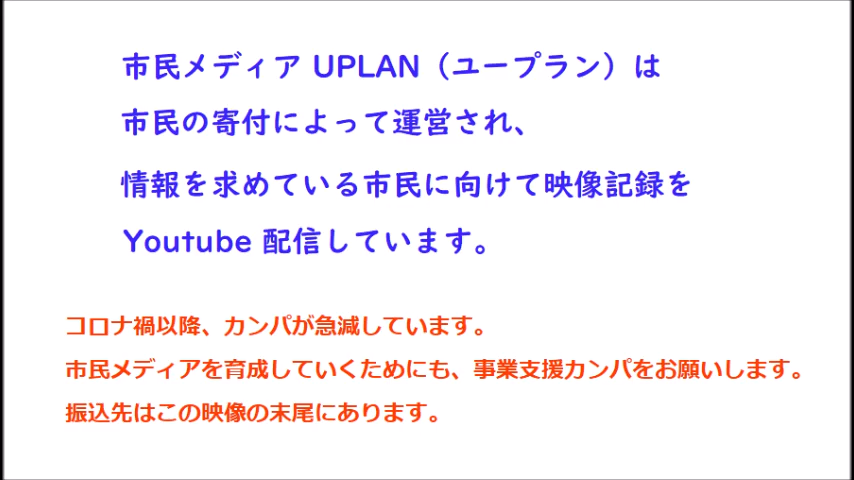 市民メディア UPLAN（ユープラン）は
市民の寄付によって運営され、
情報を求めている市民に向けて映像記録を
Youtube 配信しています。
コロナ禍以降、カンパが急減しています。
市民メディアを育成していくためにも、事業支援カンパをお願いします。
振込先はこの映像の末尾にあります。